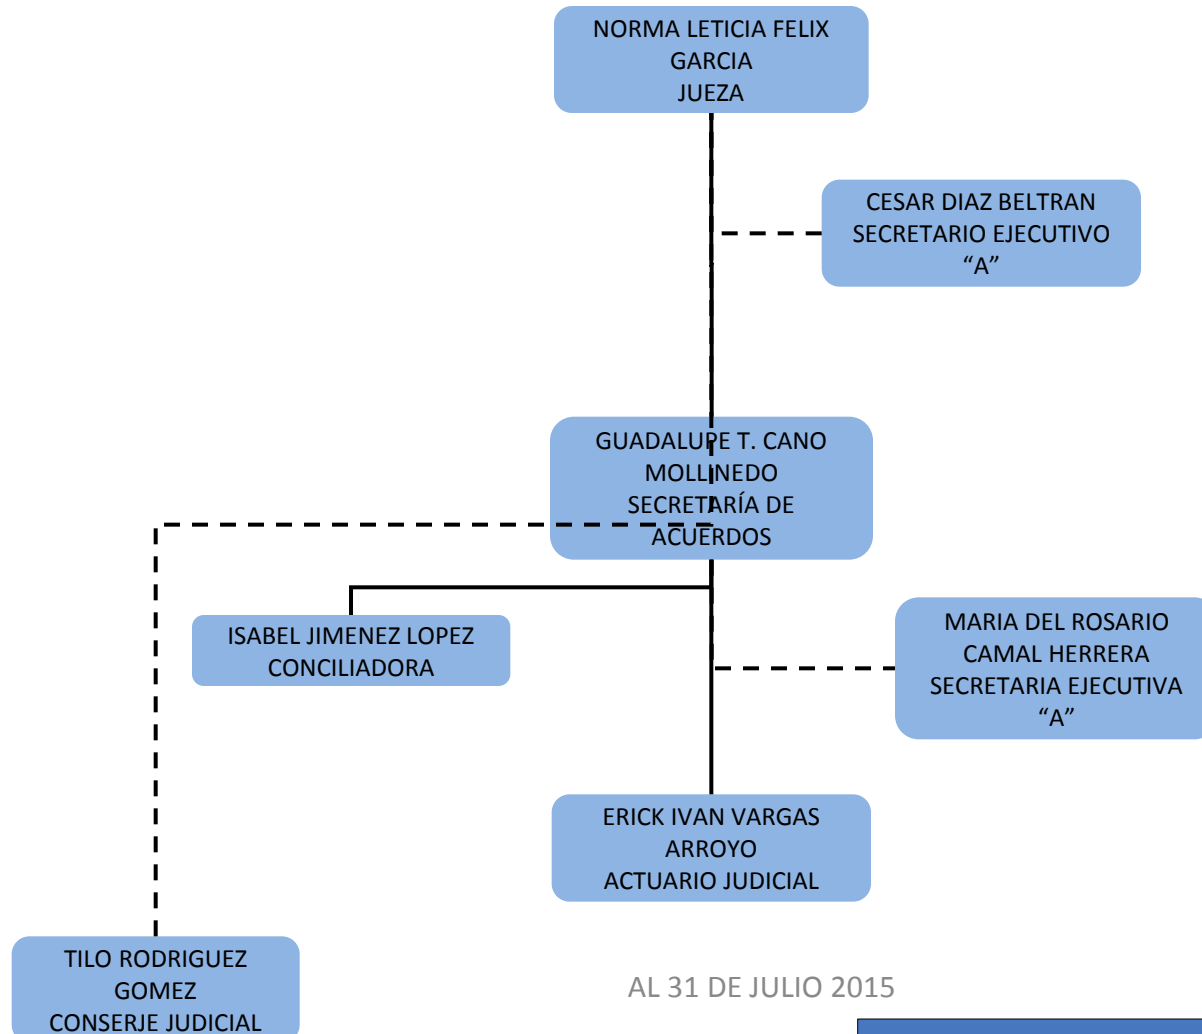 NORMA LETICIA FELIX
GARCIA
JUEZA
CESAR DIAZ BELTRAN
SECRETARIO EJECUTIVO
“A”
GUADALUPE T. CANO
MOLLINEDO
SECRETARÍA DE
ACUERDOS
ISABEL JIMENEZ LOPEZ
CONCILIADORA
MARIA DEL ROSARIO
CAMAL HERRERA
SECRETARIA EJECUTIVA
“A”
ERICK IVAN VARGAS
ARROYO
ACTUARIO JUDICIAL
TILO RODRIGUEZ
GOMEZ
CONSERJE JUDICIAL
AL 31 DE JULIO 2015